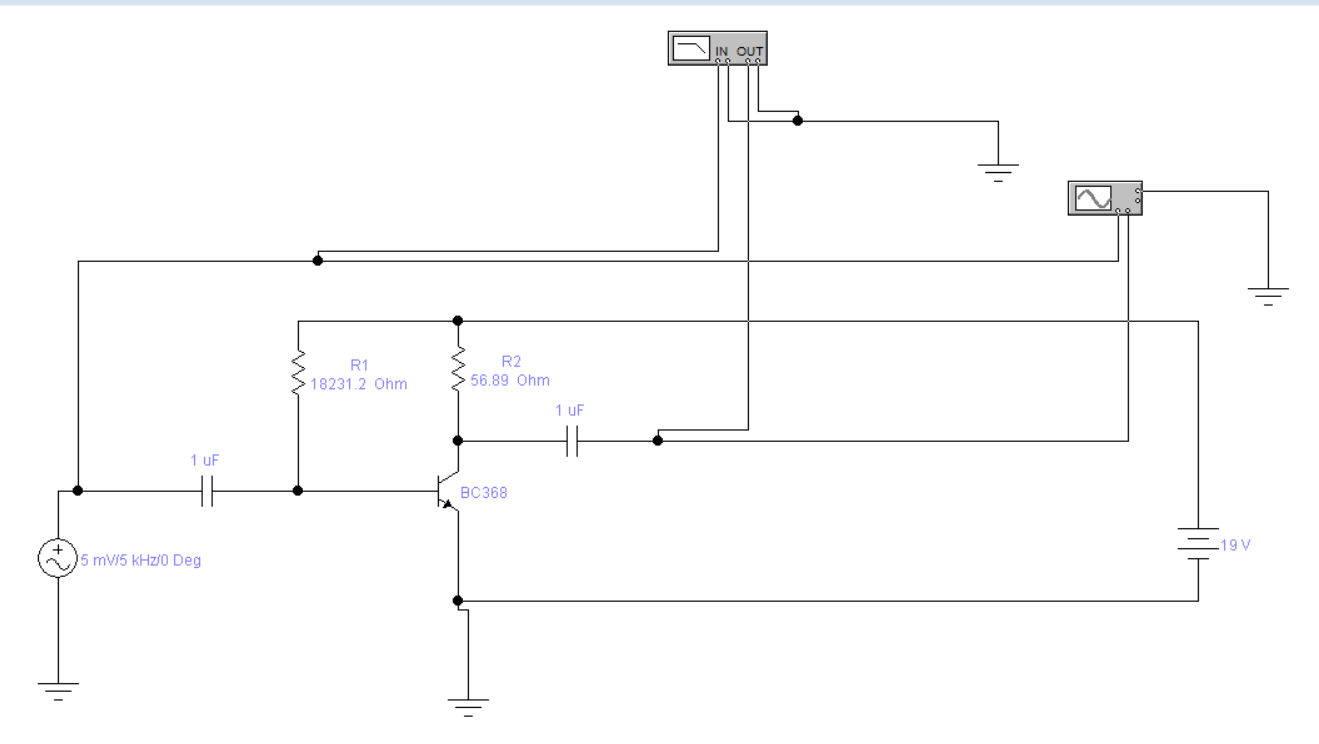 IN OUT
R1
18231.2 Ohm
R2
56.89 Ohm
1 uF
1 uF
BC368
5 mV/5 kHz/0 Deg
19 V